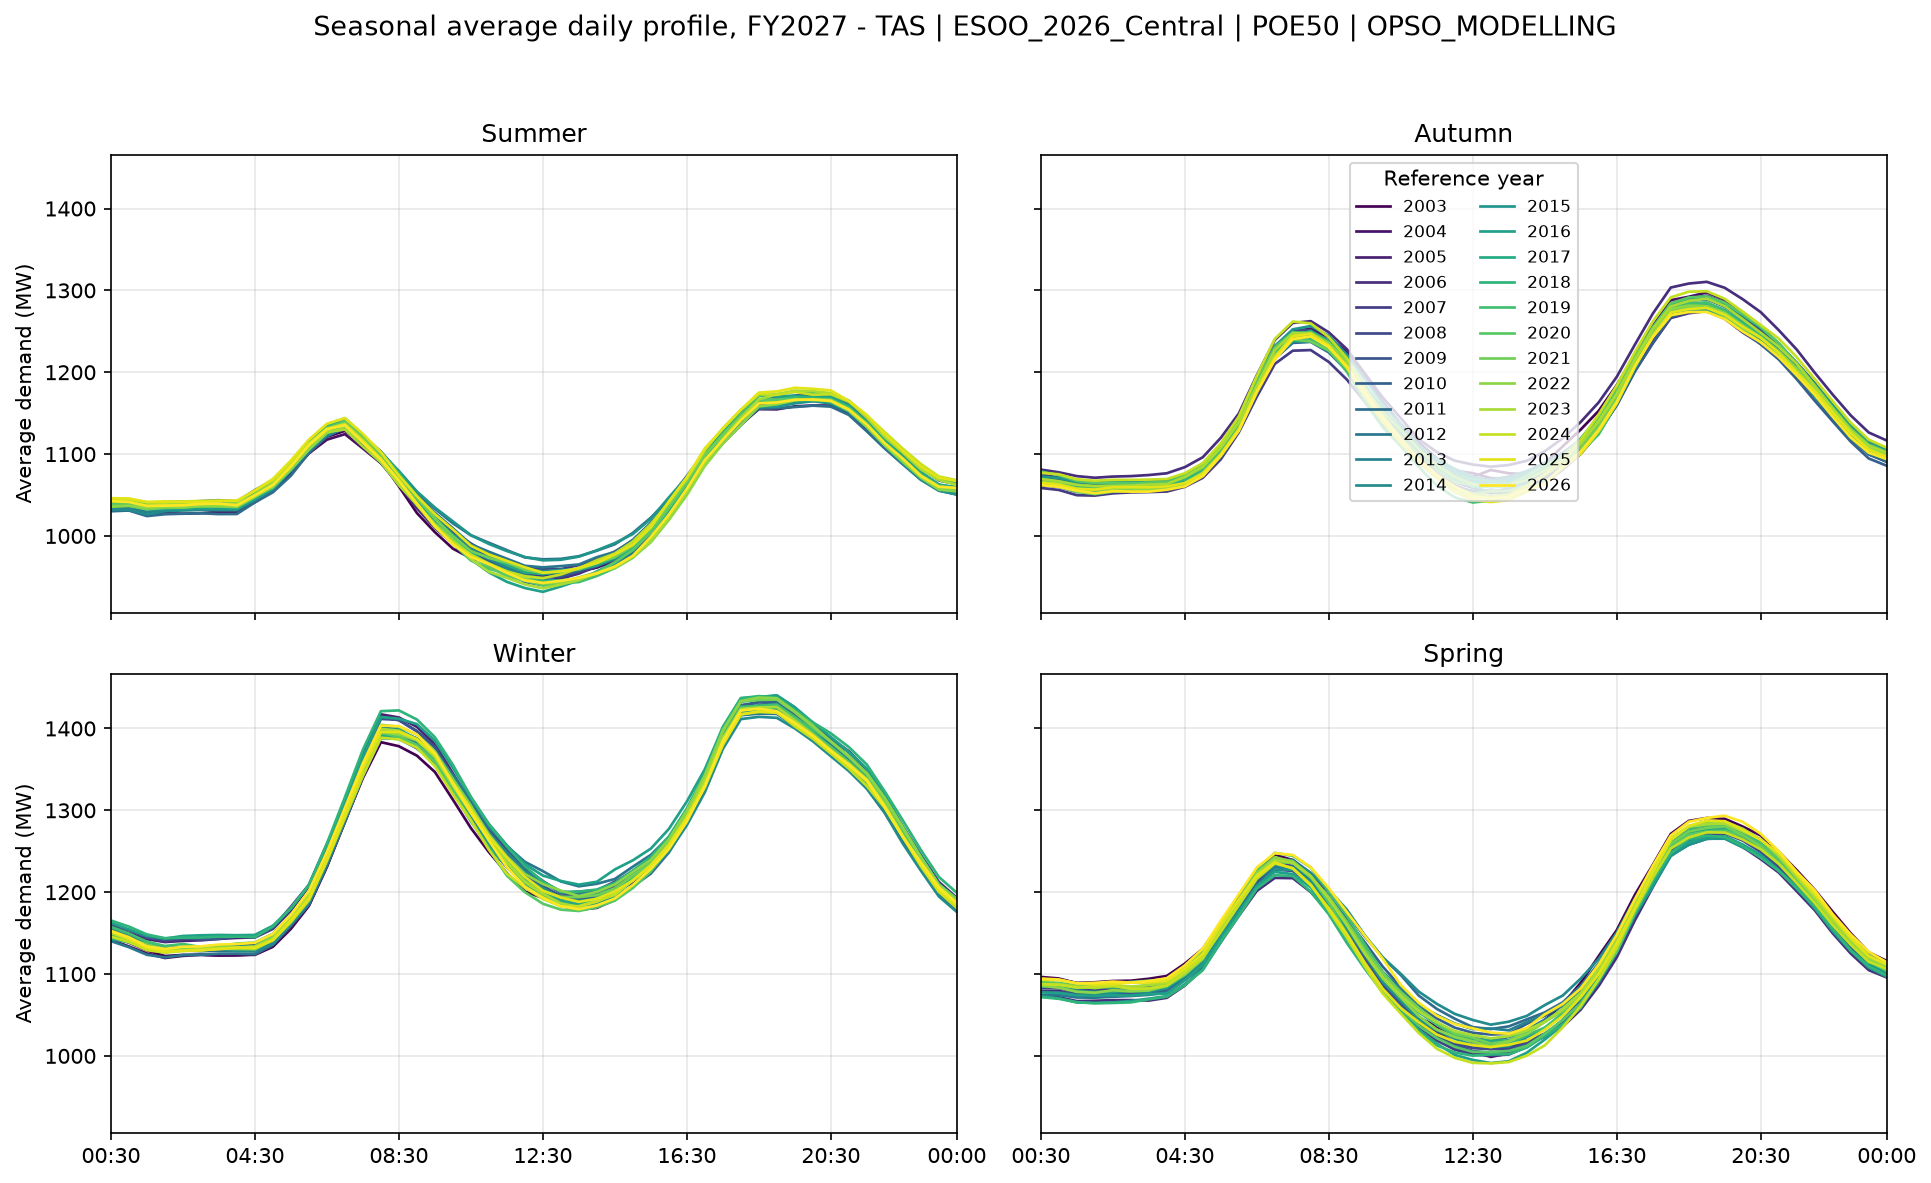 Seasonal average daily profile, FY2027 - TAS | ESOO_2026_Central | POE50 | OPSO_MODELLING
Summer
Autumn
Average demand (MW)
1400
1300
1200
1100
1000
Reference year
2003 2015
2004 2016
2005 2017
2006 2018
2007 2019
2008 2020
2009 2021
2010 2022
2011 2023
2012 2024
2013 2025
2014 2026
Winter
Spring
Average demand (MW)
1400
1300
1200
1100
1000
00:30 04:30 08:30 12:30 16:30 20:30 00:00
00:30 04:30 08:30 12:30 16:30 20:30 00:00